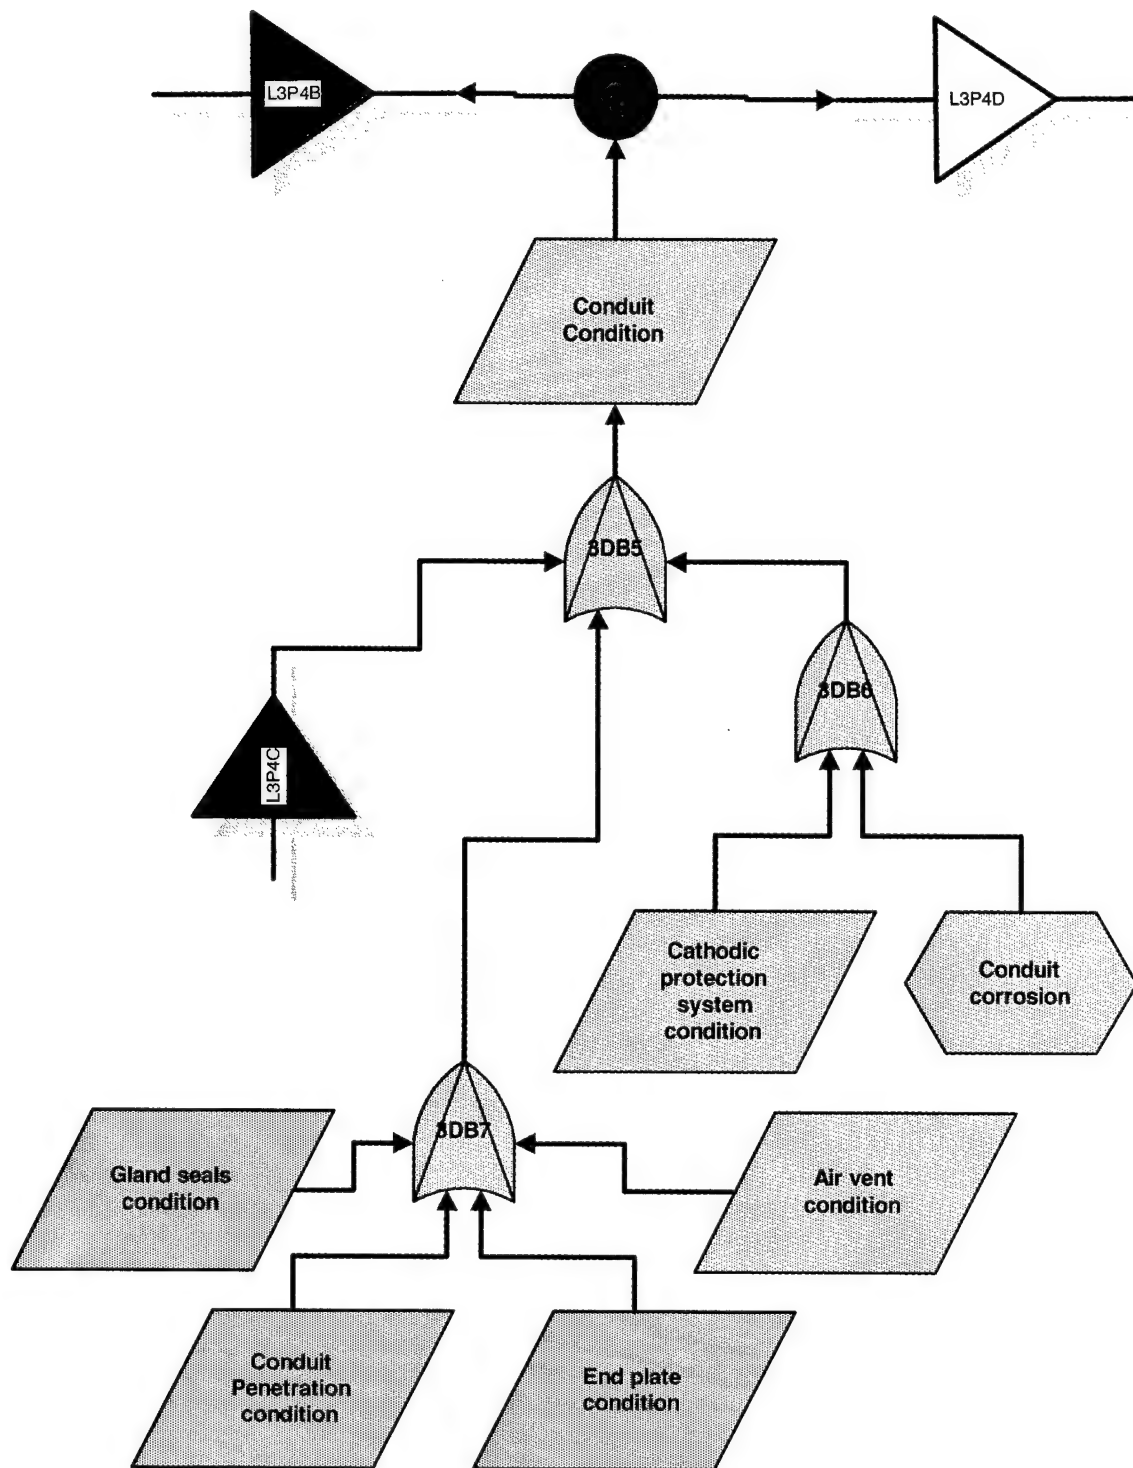 L3P4B
L3P4D
Conduit
Condition
3DB5
3DB6
L3P4C
Cathodic
protection
system
condition
Conduit
corrosion
3DB7
Gland seals
condition
Air vent
condition
Conduit
Penetration
condition
End plate
condition